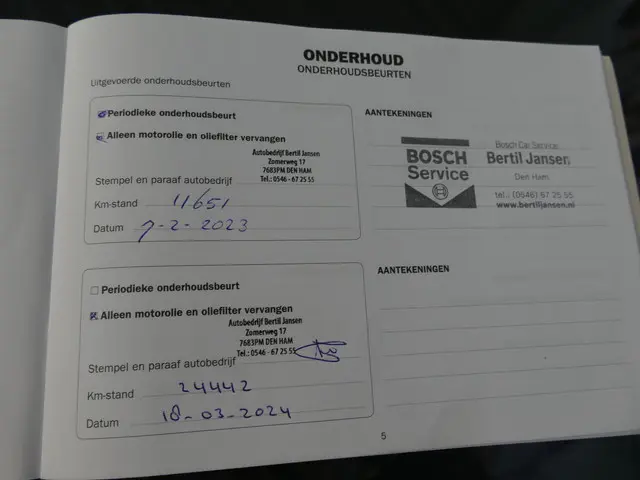 ONDERHOUD
ONDERHOUDSBEURTEN
Uitgevoerde onderhoudsbeurten
Periodieke onderhoudsbeurt
Alleen motorolie en oliefilter vervangen
Autobedrijf Bertil Jansen
Zomerweg 17
7683PM DEN HAM
Tel.: 0546 - 67 25 55
Stempel en paraaf autobedrijf
Km-stand 11651
Datum 7-2-2023
AANTEKENINGEN
BOSCH
Service
Bosch Car Service
Bertil Jansen
Den Ham
tel.: (0546) 67 25 55
www.bertiljansen.nl
Periodieke onderhoudsbeurt
Alleen motorolie en oliefilter vervangen
Autobedrijf Bertil Jansen
Zomerweg 17
7683PM DEN HAM
Tel.: 0546 - 67 25 55
Stempel en paraaf autobedrijf
Km-stand 24442
Datum 18-03-2024
AANTEKENINGEN
5